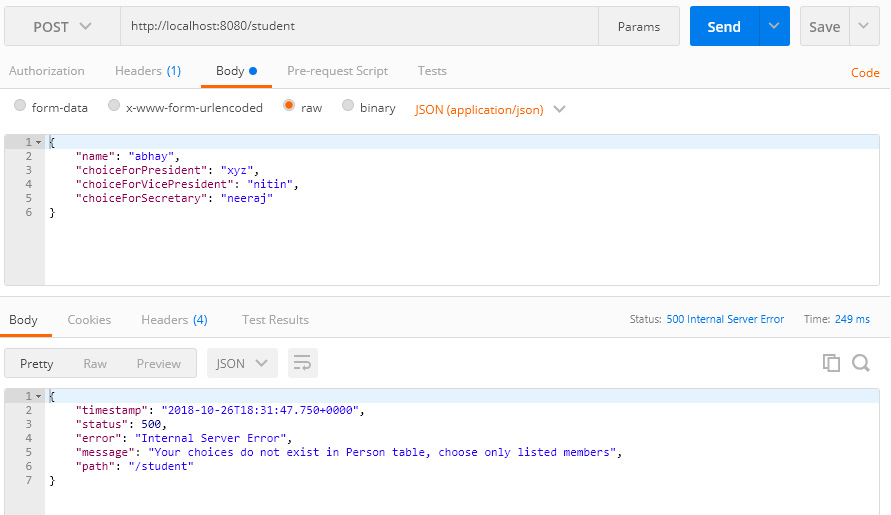 POST http://localhost:8080/student Params Send Save
Authorization Headers (1) Body Pre-request Script Tests Code
form-data x-www-form-urlencoded raw binary JSON (application/json)
1 {
2 "name": "abhay",
3 "choiceForPresident": "xyz",
4 "choiceForVicePresident": "nitin",
5 "choiceForSecretary": "neeraj"
6 }
Body Cookies Headers (4) Test Results Status: 500 Internal Server Error Time: 249 ms
Pretty Raw Preview JSON
1 {
2 "timestamp": "2018-10-26T18:31:47.750+0000",
3 "status": 500,
4 "error": "Internal Server Error",
5 "message": "Your choices do not exist in Person table, choose only listed members",
6 "path": "/student"
7 }